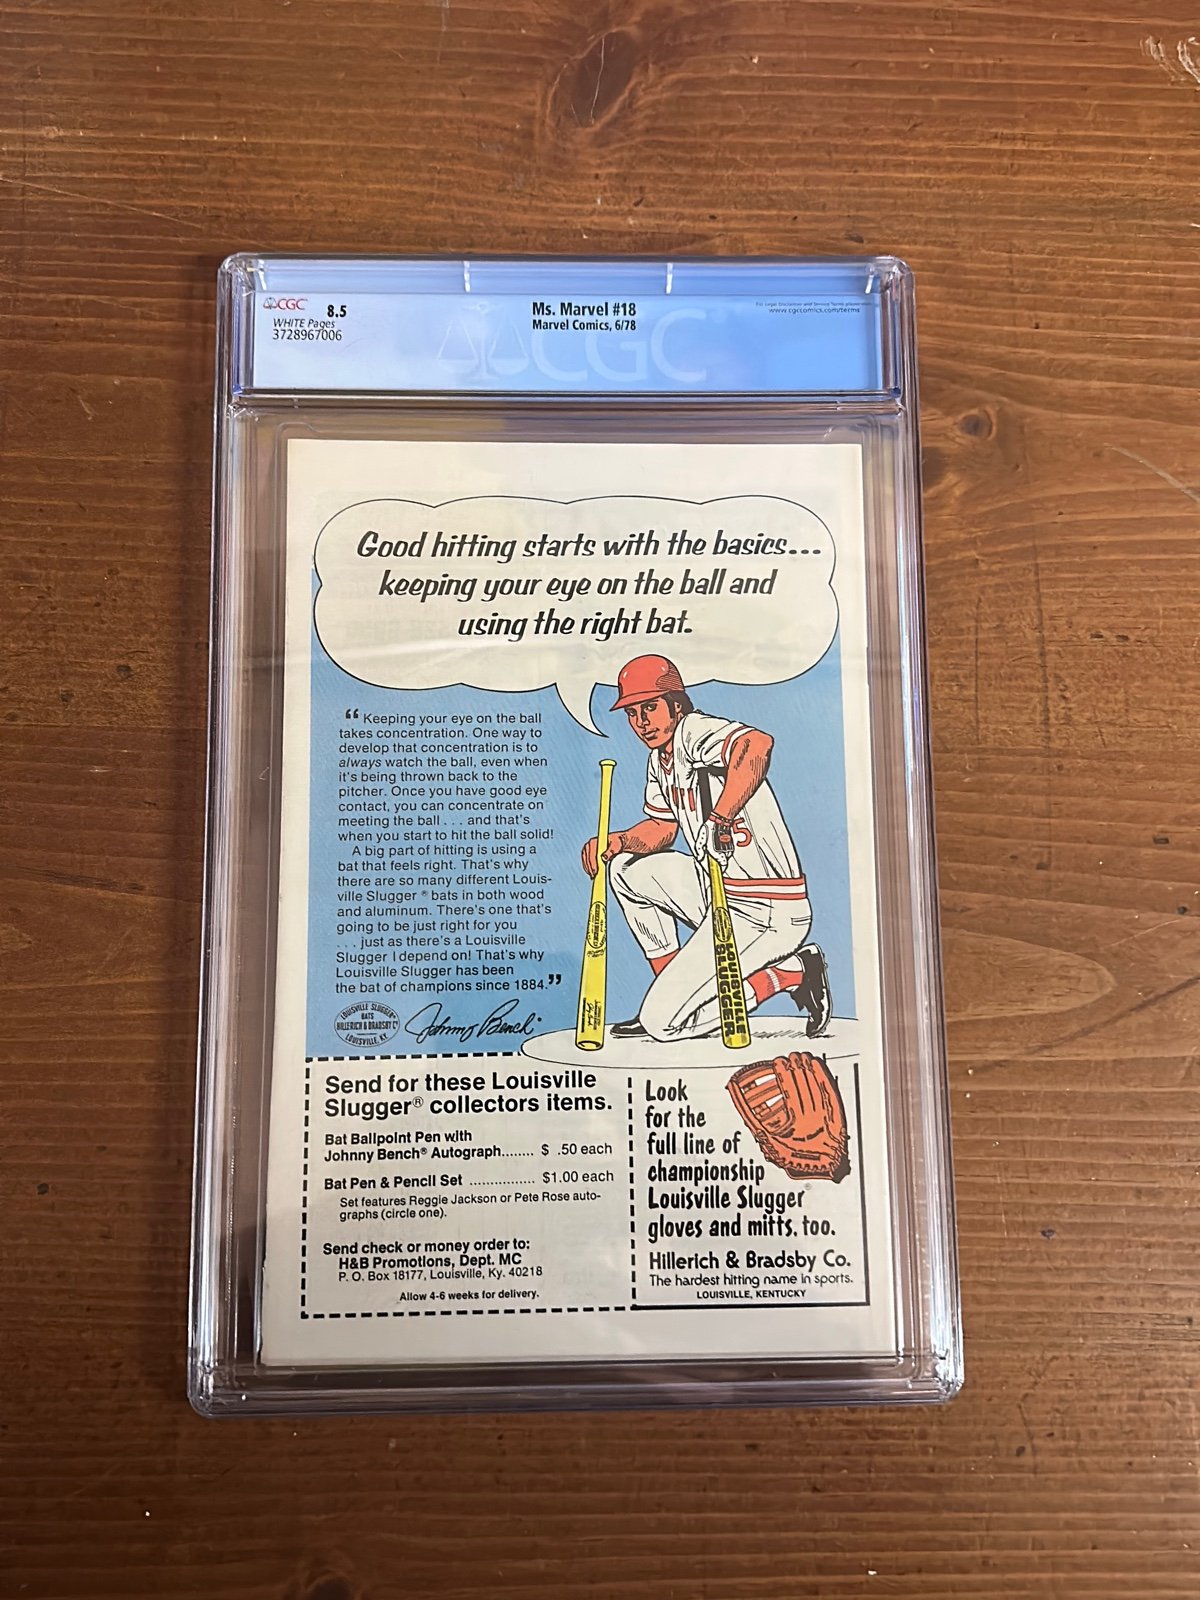 CGC 8.5
WHITE Pages
3728967006
Ms. Marvel #18
Marvel Comics, 6/78
For Legal Disclaimer and Service Terms please visit
www.cgccomics.com/terms
CGC
Good hitting starts with the basics...
keeping your eye on the ball and
using the right bat.
“ Keeping your eye on the ball
takes concentration. One way to
develop that concentration is to
always watch the ball, even when
it's being thrown back to the
pitcher. Once you have good eye
contact, you can concentrate on
meeting the ball . . . and that's
when you start to hit the ball solid!
A big part of hitting is using a
bat that feels right. That's why
there are so many different Louis-
ville Slugger ® bats in both wood
and aluminum. There's one that's
going to be just right for you
. . . just as there's a Louisville
Slugger I depend on! That's why
Louisville Slugger has been
the bat of champions since 1884.”
LOUISVILLE SLUGGER
BATS
HILLERICH & BRADSBY Co
LOUISVILLE, KY.
Johnny Bench
5
LOUISVILLE
SLUGGER
Send for these Louisville
Slugger® collectors items.
Bat Ballpoint Pen with
Johnny Bench® Autograph........ $ .50 each
Bat Pen & Pencil Set ................ $1.00 each
Set features Reggie Jackson or Pete Rose auto-
graphs (circle one).
Send check or money order to:
H&B Promotions, Dept. MC
P. O. Box 18177, Louisville, Ky. 40218
Allow 4-6 weeks for delivery.
Look
for the
full line of
championship
Louisville Slugger®
gloves and mitts, too.
Hillerich & Bradsby Co.
The hardest hitting name in sports.
LOUISVILLE, KENTUCKY